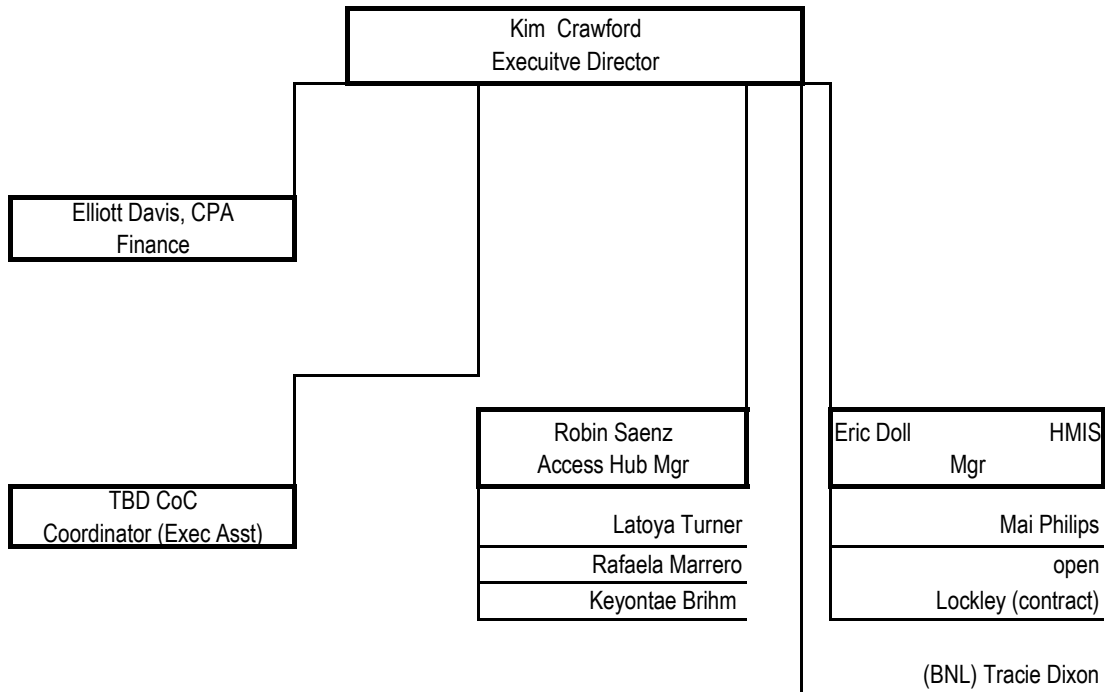 Kim Crawford
Execuitve Director
Elliott Davis, CPA
Finance
TBD CoC
Coordinator (Exec Asst)
Robin Saenz
Access Hub Mgr
Latoya Turner
Rafaela Marrero
Keyontae Brihm
Eric Doll HMIS
Mgr
Mai Philips
open
Lockley (contract)
(BNL) Tracie Dixon